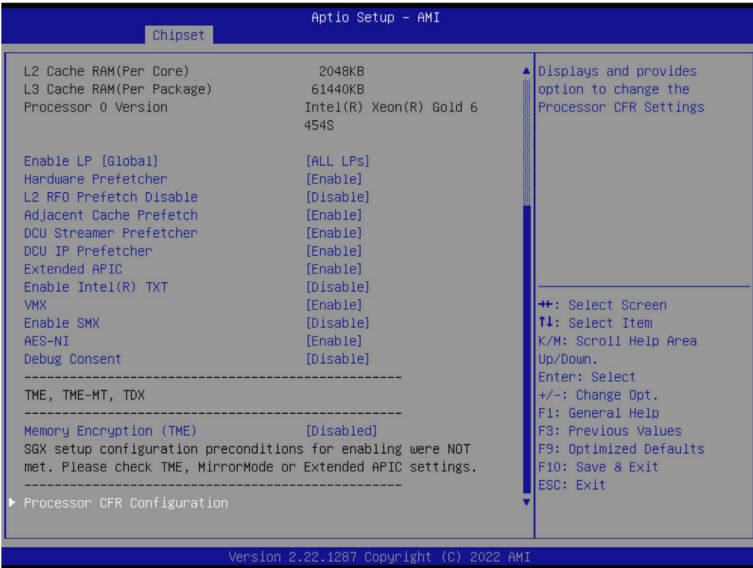 Aptio Setup - AMI
Chipset
L2 Cache RAM(Per Core) 2048KB
L3 Cache RAM(Per Package) 61440KB
Processor 0 Version Intel(R) Xeon(R) Gold 6
454S
Enable LP [Global] [ALL LPs]
Hardware Prefetcher [Enable]
L2 RFO Prefetch Disable [Disable]
Adjacent Cache Prefetch [Enable]
DCU Streamer Prefetcher [Enable]
DCU IP Prefetcher [Enable]
Extended APIC [Enable]
Enable Intel(R) TXT [Disable]
VMX [Enable]
Enable SMX [Disable]
AES-NI [Enable]
Debug Consent [Disable]
--------------------------------------------------
TME, TME-MT, TDX
--------------------------------------------------
Memory Encryption (TME) [Disabled]
SGX setup configuration preconditions for enabling were NOT
met. Please check TME, MirrorMode or Extended APIC settings.
--------------------------------------------------
Processor CFR Configuration
Displays and provides
option to change the
Processor CFR Settings
→←: Select Screen
↑↓: Select Item
K/M: Scroll Help Area
Up/Down.
Enter: Select
+/-: Change Opt.
F1: General Help
F3: Previous Values
F9: Optimized Defaults
F10: Save & Exit
ESC: Exit
Version 2.22.1287 Copyright (C) 2022 AMI